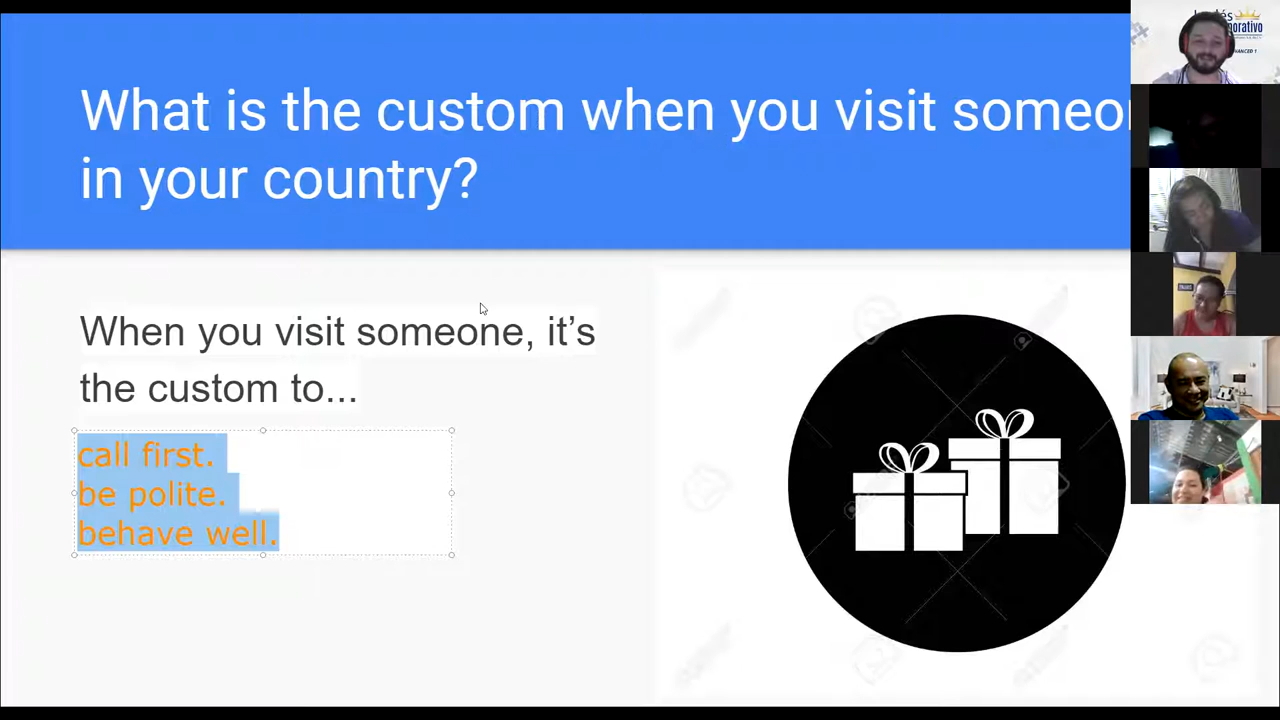 What is the custom when you visit someo
in your country?
When you visit someone, it’s
the custom to...
call first.
be polite.
behave well.